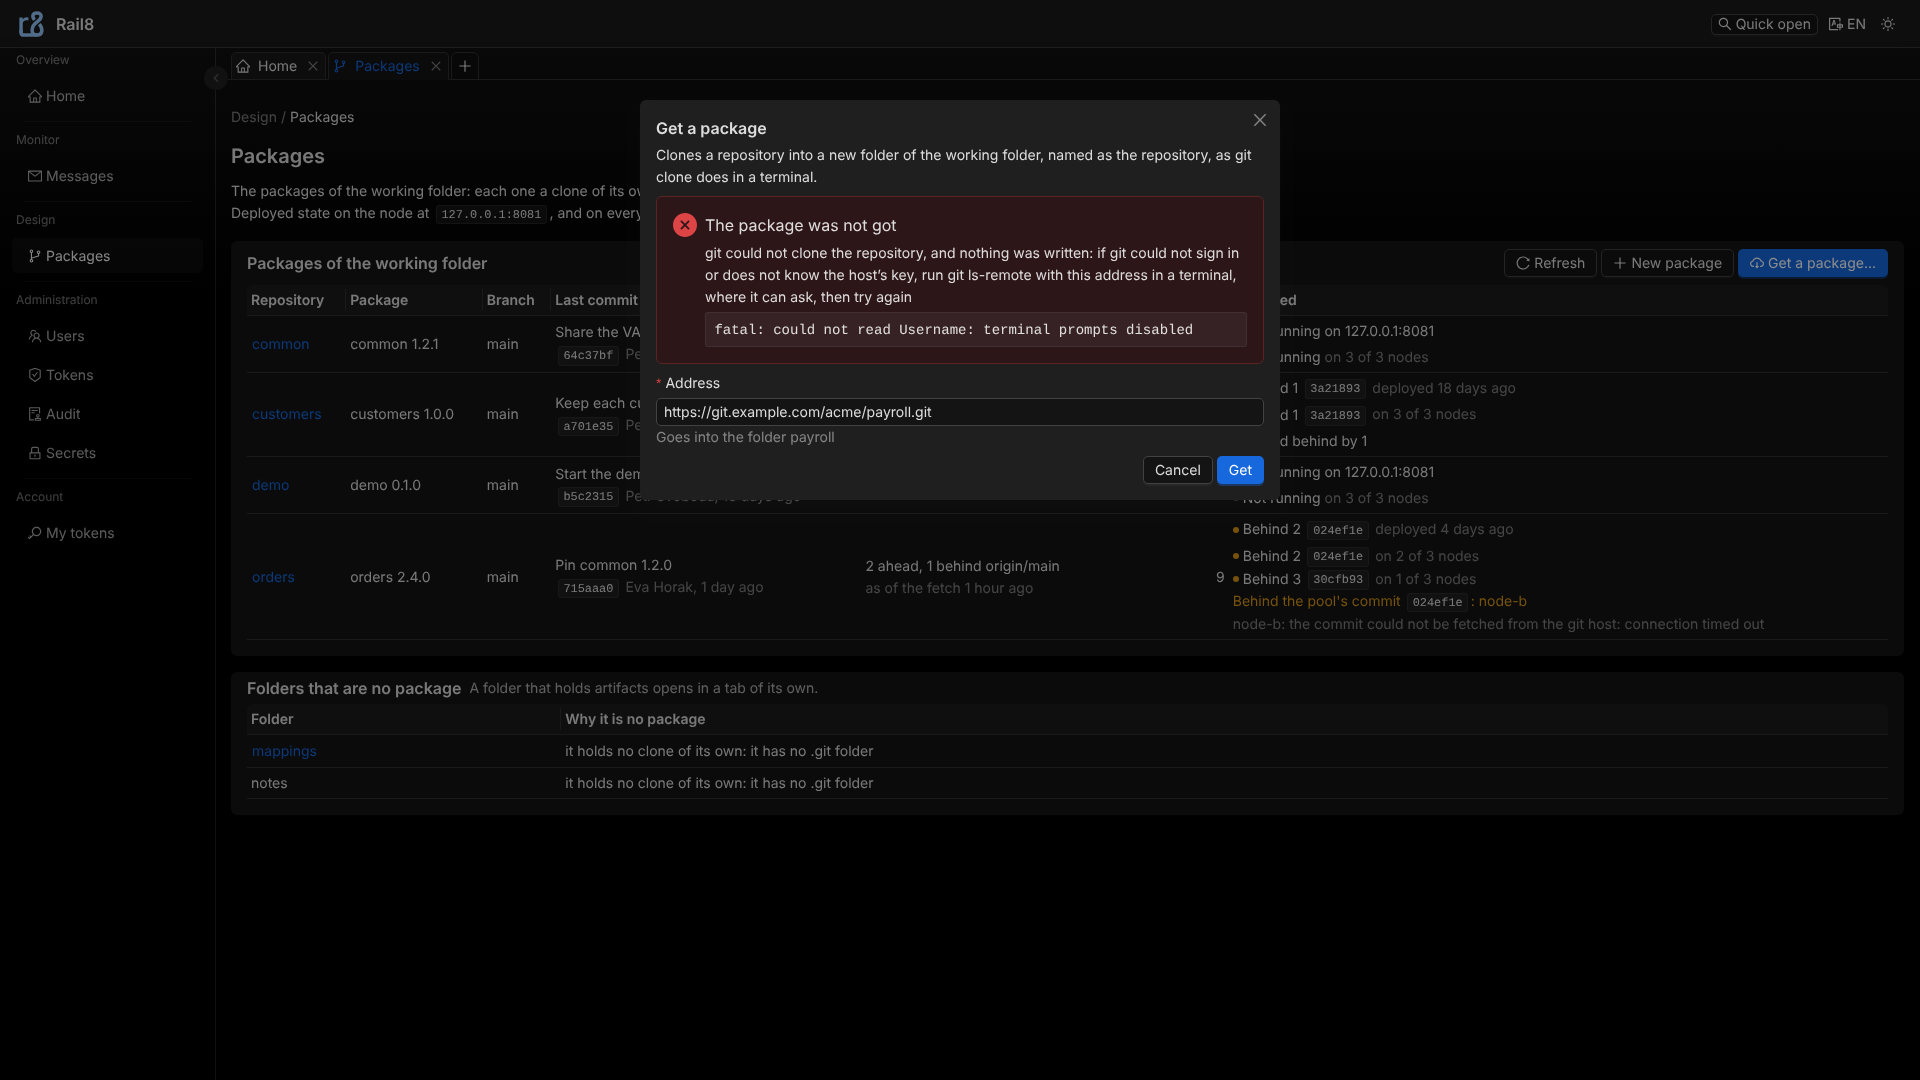 Rail8
Quick open
EN
Overview
Home
Monitor
Messages
Design
Packages
Administration
Users
Tokens
Audit
Secrets
Account
My tokens
Home
Packages
Design / Packages
Packages
The packages of the working folder: each one a clone of its
Deployed state on the node at 127.0.0.1:8081 , and on every
Packages of the working folder
Refresh
New package
Get a package...
Repository Package Branch Last commit
common common 1.2.1 main Share the
64c37bf
on 127.0.0.1:8081
on 3 of 3 nodes
customers customers 1.0.0 main Keep each
a701e35
1 3a21893 deployed 18 days ago
1 3a21893 on 3 of 3 nodes
behind by 1
demo demo 0.1.0 main Start the
b5c2315
on 127.0.0.1:8081
Not running on 3 of 3 nodes
orders orders 2.4.0 main Pin common 1.2.0
715aaa0 Eva Horak, 1 day ago
2 ahead, 1 behind origin/main
as of the fetch 1 hour ago
9
Behind 2 024ef1e deployed 4 days ago
Behind 2 024ef1e on 2 of 3 nodes
Behind 3 30cfb93 on 1 of 3 nodes
Behind the pool's commit 024ef1e : node-b
node-b: the commit could not be fetched from the git host: connection timed out
Folders that are no package A folder that holds artifacts opens in a tab of its own.
Folder Why it is no package
mappings it holds no clone of its own: it has no .git folder
notes it holds no clone of its own: it has no .git folder
Get a package
Clones a repository into a new folder of the working folder, named as the repository, as git
clone does in a terminal.
The package was not got
git could not clone the repository, and nothing was written: if git could not sign in
or does not know the host’s key, run git ls-remote with this address in a terminal,
where it can ask, then try again
fatal: could not read Username: terminal prompts disabled
* Address
https://git.example.com/acme/payroll.git
Goes into the folder payroll
Cancel
Get